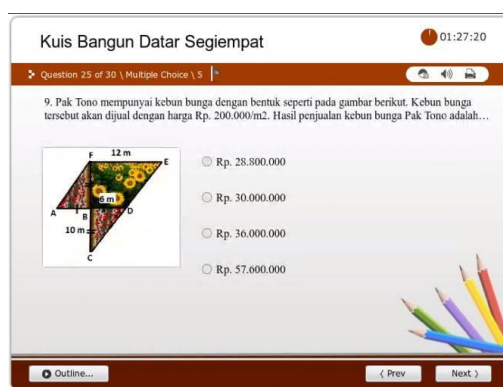 Kuis Bangun Datar Segiempat
01:27:20
Question 25 of 30 \ Multiple Choice \ 5
9. Pak Tono mempunyai kebun bunga dengan bentuk seperti pada gambar berikut. Kebun bunga
tersebut akan dijual dengan harga Rp. 200.000/m2. Hasil penjualan kebun bunga Pak Tono adalah…
F 12 m E
6 m
A B D
10 m
C
Rp. 28.800.000
Rp. 30.000.000
Rp. 36.000.000
Rp. 57.600.000
Outline...
Prev
Next